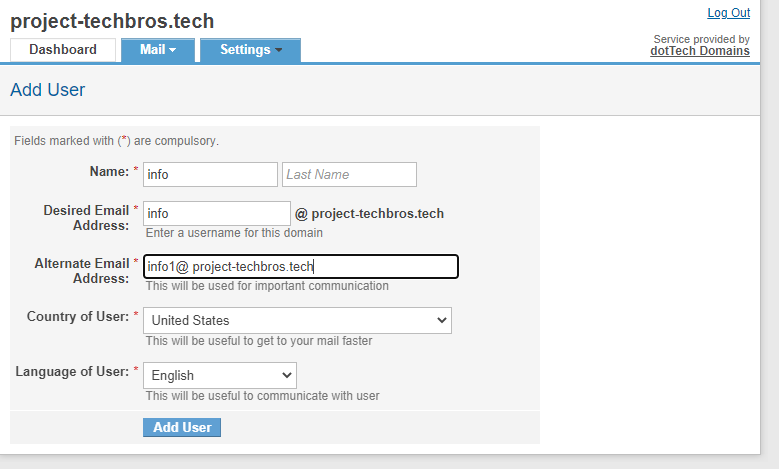 project-techbros.tech
Log Out
Service provided by
dotTech Domains
Dashboard Mail Settings
Add User
Fields marked with (*) are compulsory.
Name: * info Last Name
Desired Email * info @ project-techbros.tech
Address:
Enter a username for this domain
Alternate Email * info1@ project-techbros.tech
Address:
This will be used for important communication
Country of User: * United States
This will be useful to get to your mail faster
Language of User: * English
This will be useful to communicate with user
Add User